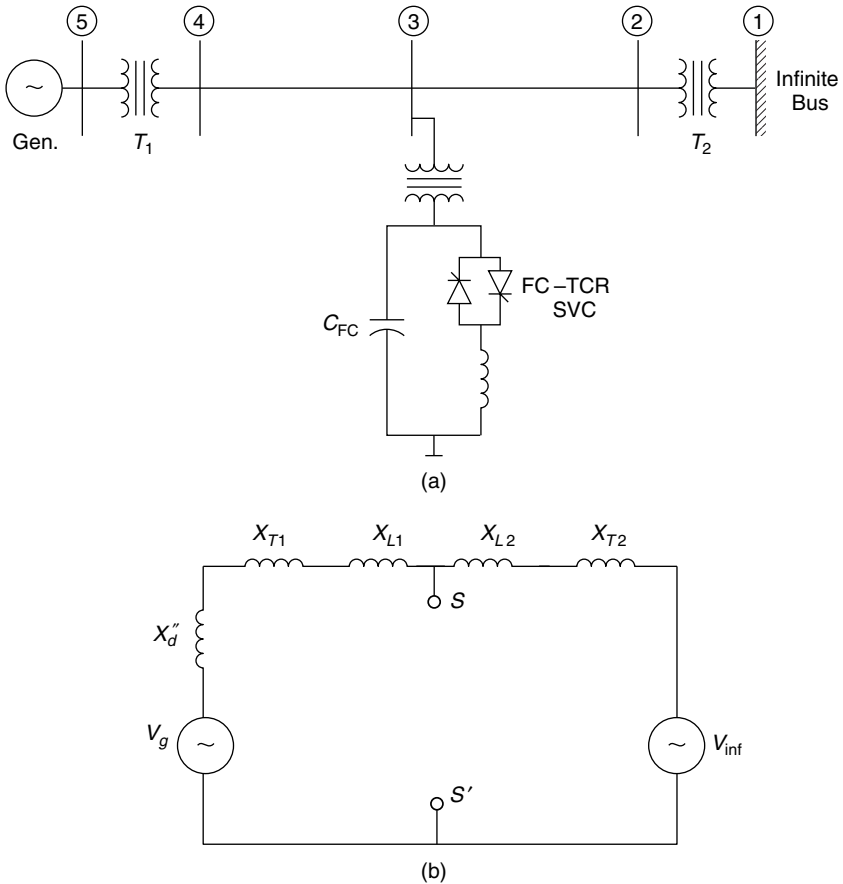 5
4
3
2
1
~
Gen.
T1
T2
Infinite
Bus
CFC
FC–TCR
SVC
(a)
XT1
XL1
XL2
XT2
S
Xd″
Vg
~
~
Vinf
S′
(b)